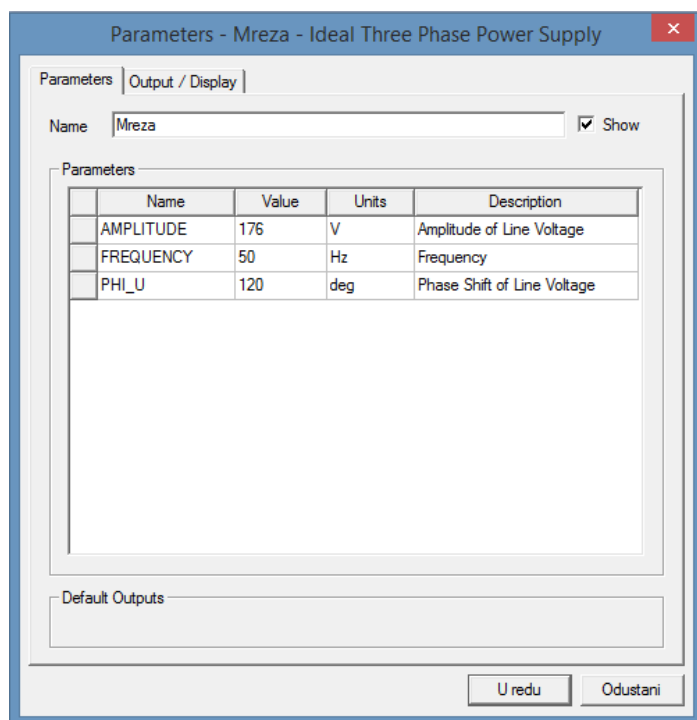 Parameters - Mreza - Ideal Three Phase Power Supply
Parameters Output / Display
Name Mreza Show
Parameters
Name Value Units Description
AMPLITUDE 176 V Amplitude of Line Voltage
FREQUENCY 50 Hz Frequency
PHI_U 120 deg Phase Shift of Line Voltage
Default Outputs
U redu Odustani